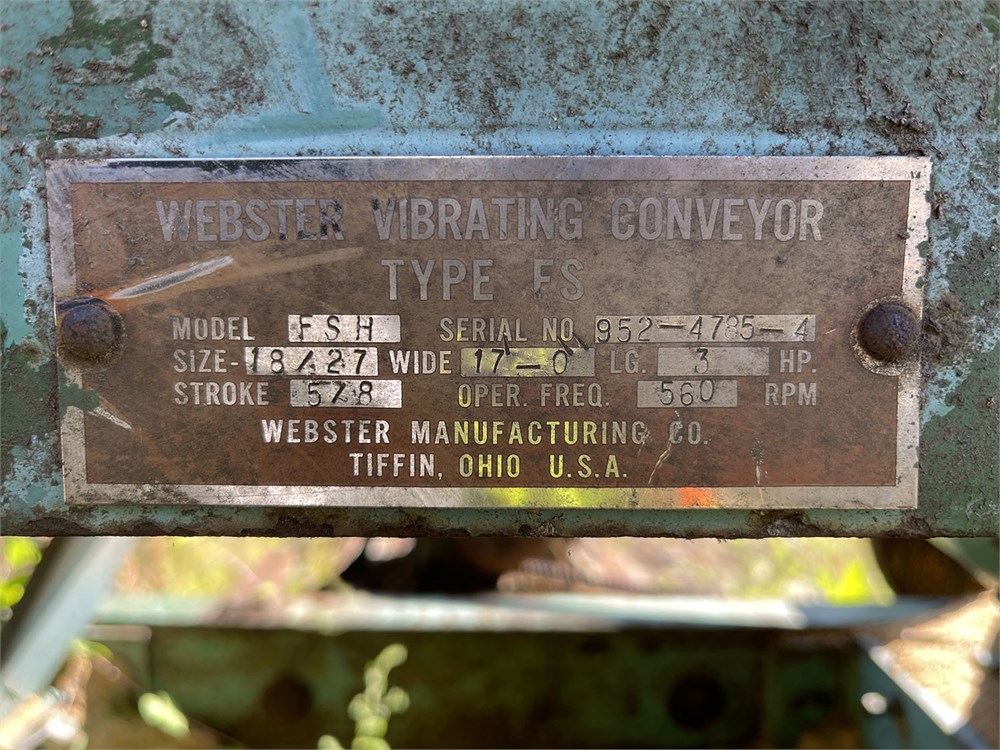 WEBSTER VIBRATING CONVEYOR
TYPE FS
MODEL FSH SERIAL NO. 952-4785-4
SIZE- 18/27 WIDE 17-0 LG. 3 HP.
STROKE 5/8 OPER. FREQ. 560 RPM
WEBSTER MANUFACTURING CO.
TIFFIN, OHIO U.S.A.